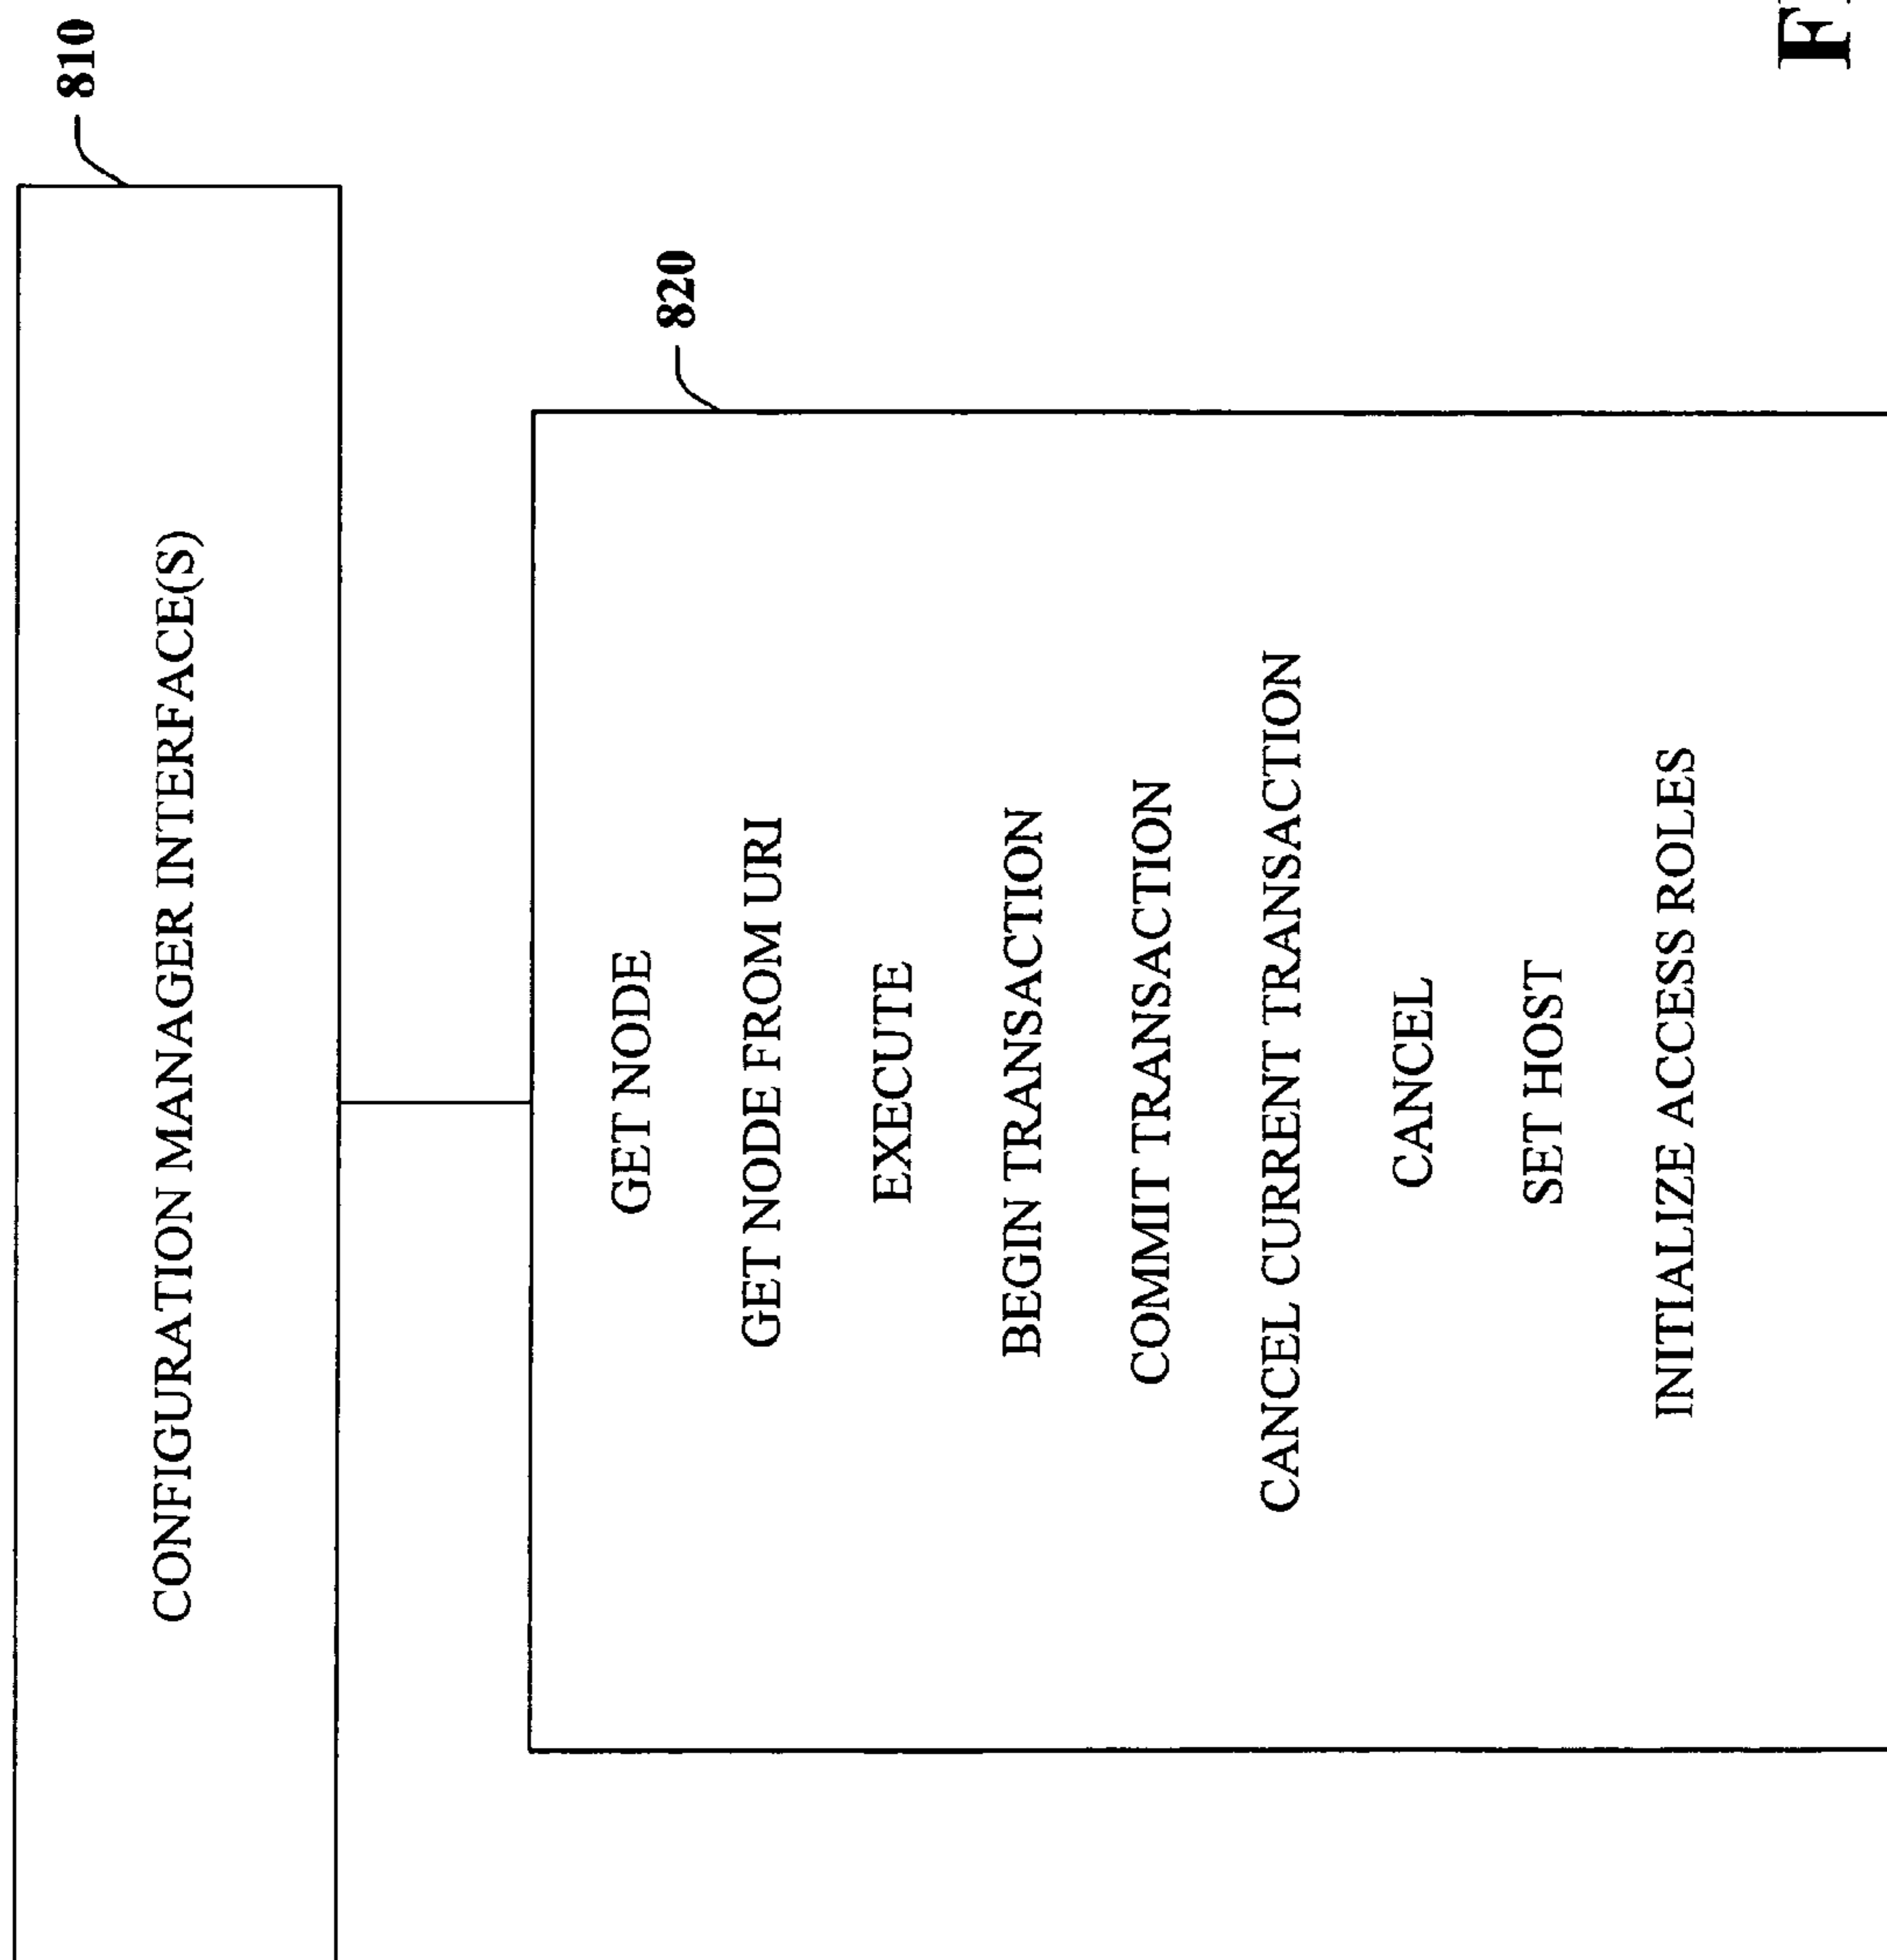 810
CONFIGURATION MANAGER INTERFACE(S)
820
GET NODE
GET NODE FROM URI
EXECUTE
BEGIN TRANSACTION
COMMIT TRANSACTION
CANCEL CURRENT TRANSACTION
CANCEL
SET HOST
INITIALIZE ACCESS ROLES
F